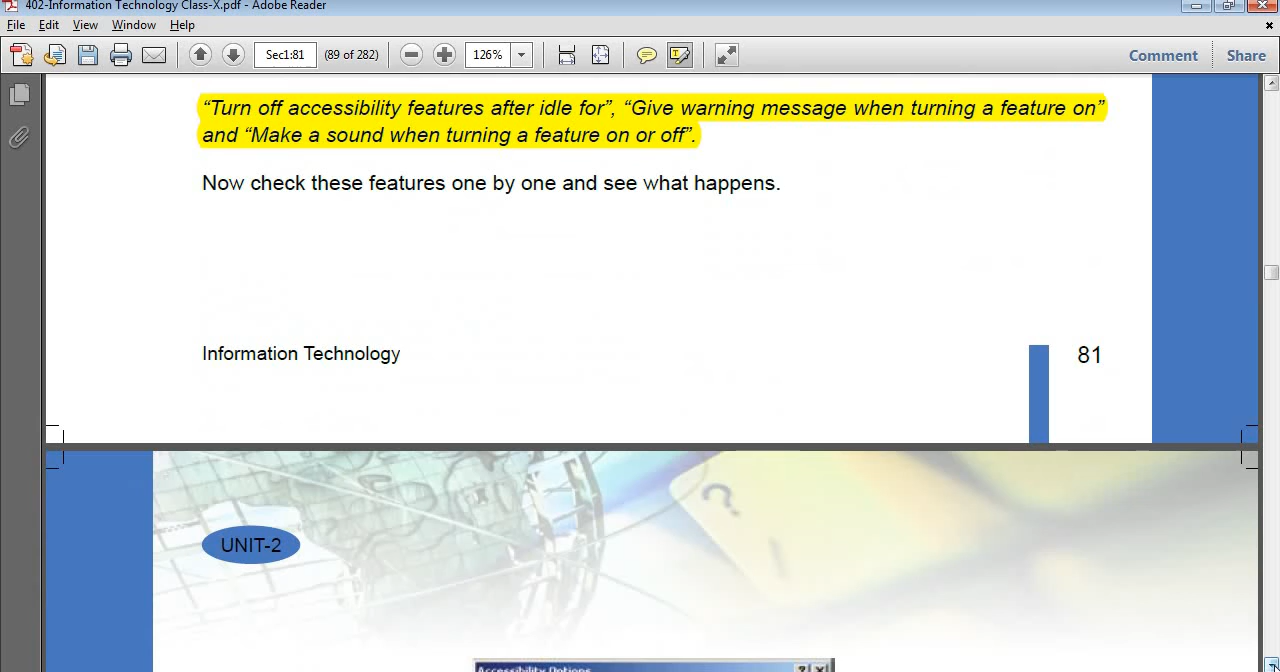 402-Information Technology Class-X.pdf - Adobe Reader
File Edit View Window Help
Sec1:81 (89 of 282) 126% Comment Share
“Turn off accessibility features after idle for”, “Give warning message when turning a feature on”
and “Make a sound when turning a feature on or off”.
Now check these features one by one and see what happens.
Information Technology 81
UNIT-2
Accessibility Options